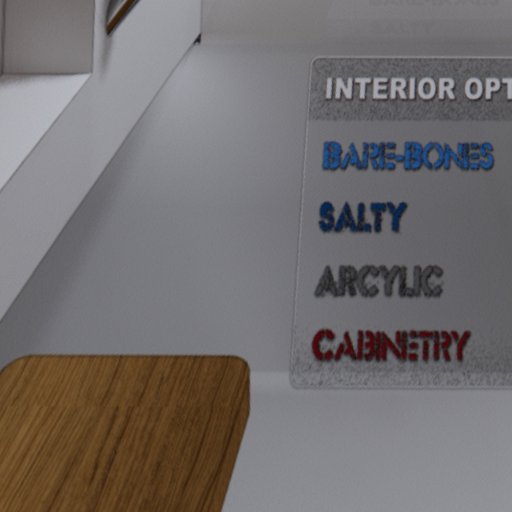 INTERIOR OPT
BARE-BONES
SALTY
ARCYLIC
CABINETRY